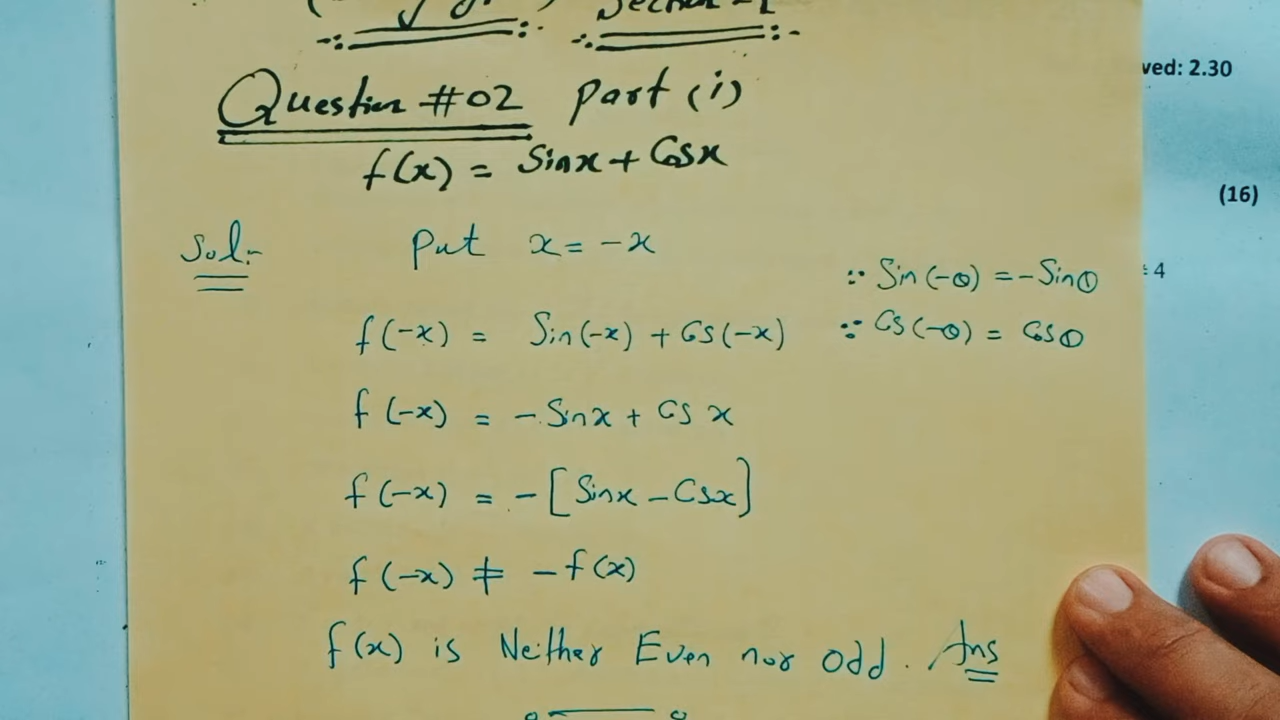 Section - I
ved: 2.30
Question #02 Part (i)
f(x) = Sinx + Cosx
(16)
Sol:-
Put x = -x
∵ Sin(-θ) = -Sinθ
= 4
f(-x) = Sin(-x) + Cos(-x)
∵ Cos(-θ) = Cosθ
f(-x) = -Sinx + Cos x
f(-x) = -[Sinx - Cosx]
f(-x) ≠ -f(x)
f(x) is Neither Even nor odd. Ans